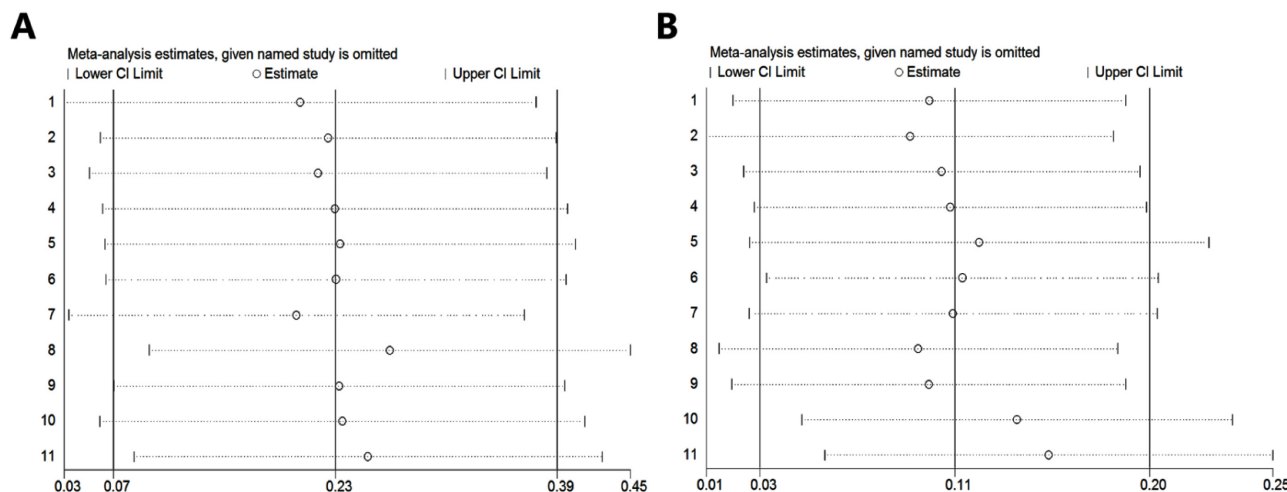 A
Meta-analysis estimates, given named study is omitted
| Lower CI Limit ○ Estimate | Upper CI Limit
1
2
3
4
5
6
7
8
9
10
11
0.03 0.07 0.23 0.39 0.45
B
Meta-analysis estimates, given named study is omitted
| Lower CI Limit ○ Estimate | Upper CI Limit
1
2
3
4
5
6
7
8
9
10
11
0.01 0.03 0.11 0.20 0.25